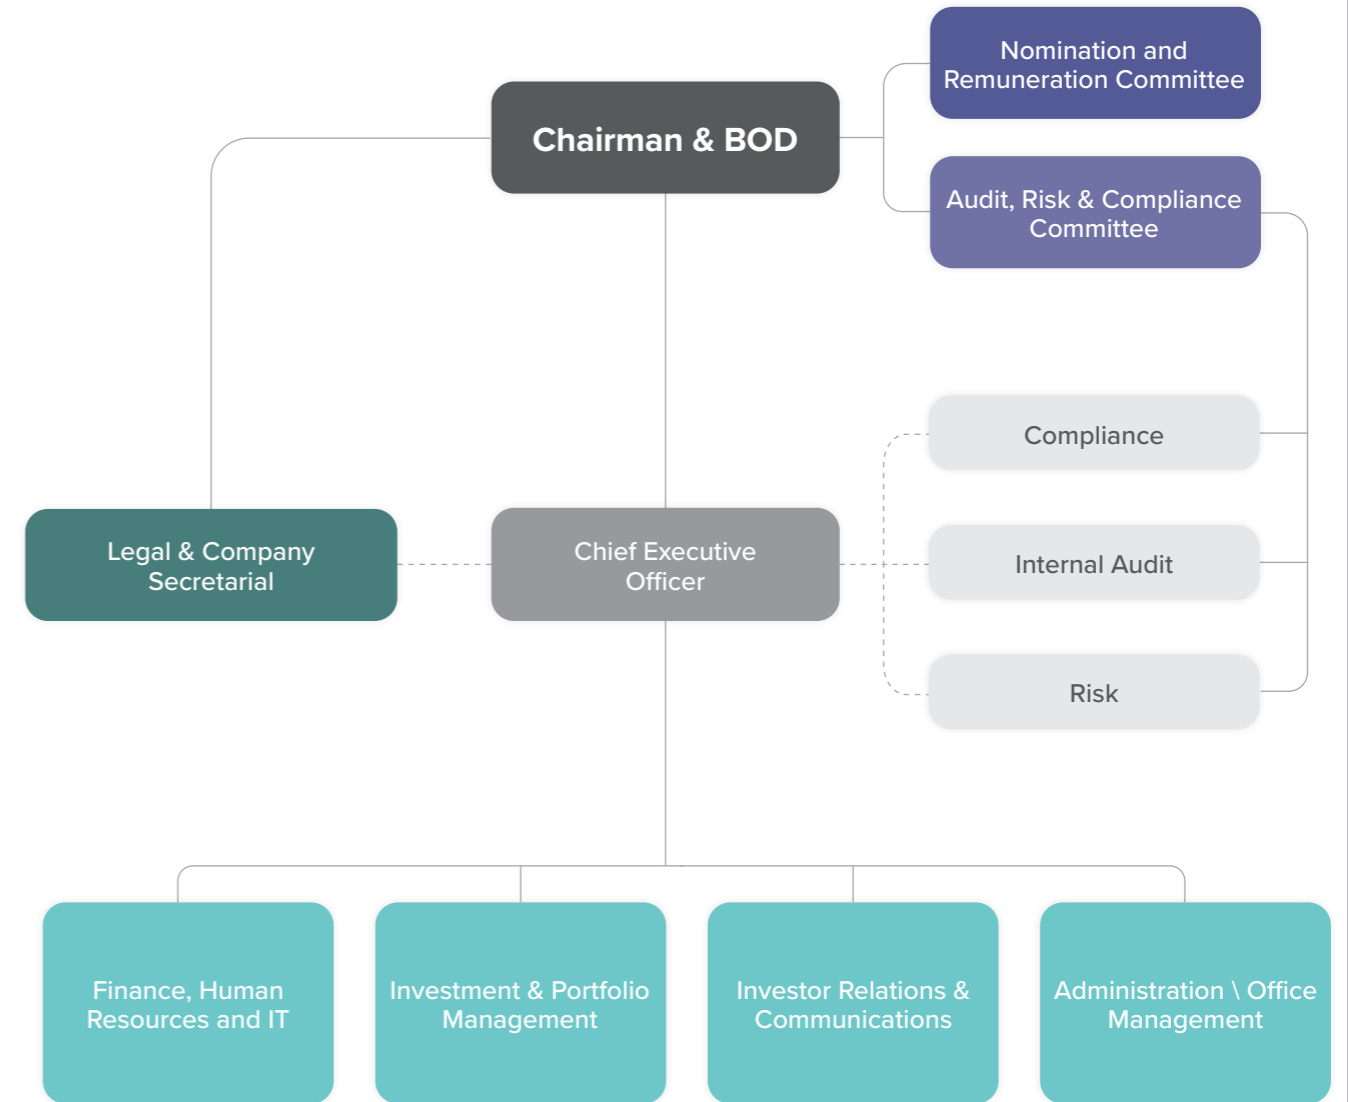 Nomination and
Remuneration Committee
Chairman & BOD
Audit, Risk & Compliance
Committee
Compliance
Legal & Company
Secretarial
Chief Executive
Officer
Internal Audit
Risk
Finance, Human
Resources and IT
Investment & Portfolio
Management
Investor Relations &
Communications
Administration \ Office
Management